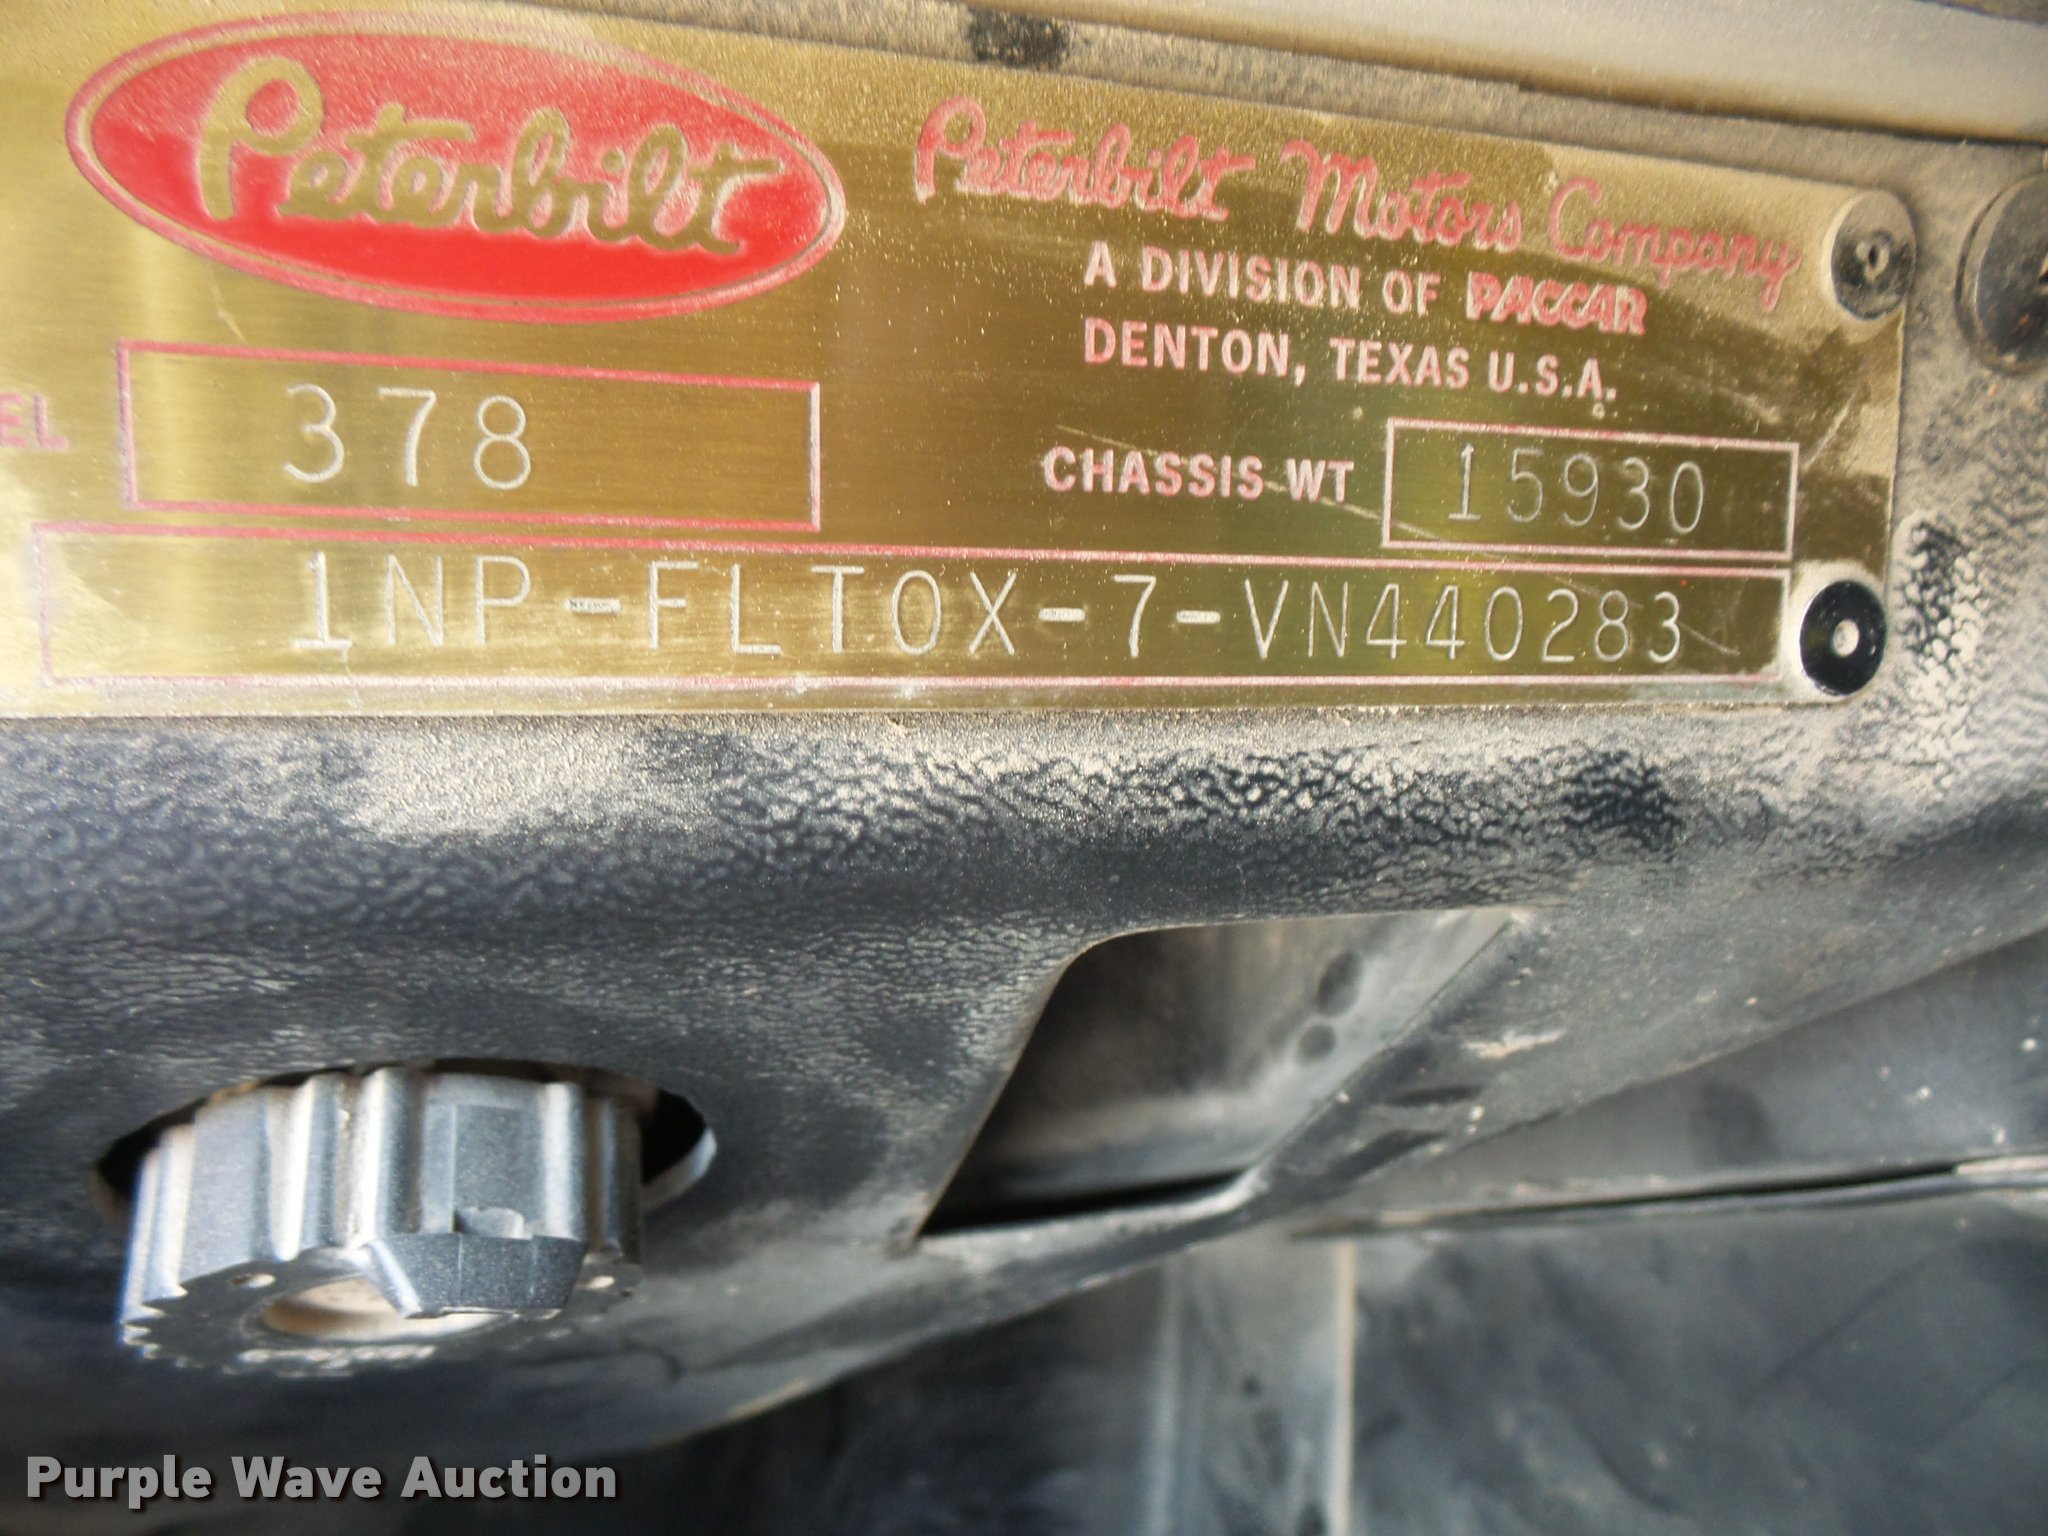 Peterbilt
Peterbilt Motors Company
A DIVISION OF PACCAR
DENTON, TEXAS U.S.A.
EL 378
CHASSIS WT 15930
1NP-FLT0X-7-VN440283
Purple Wave Auction